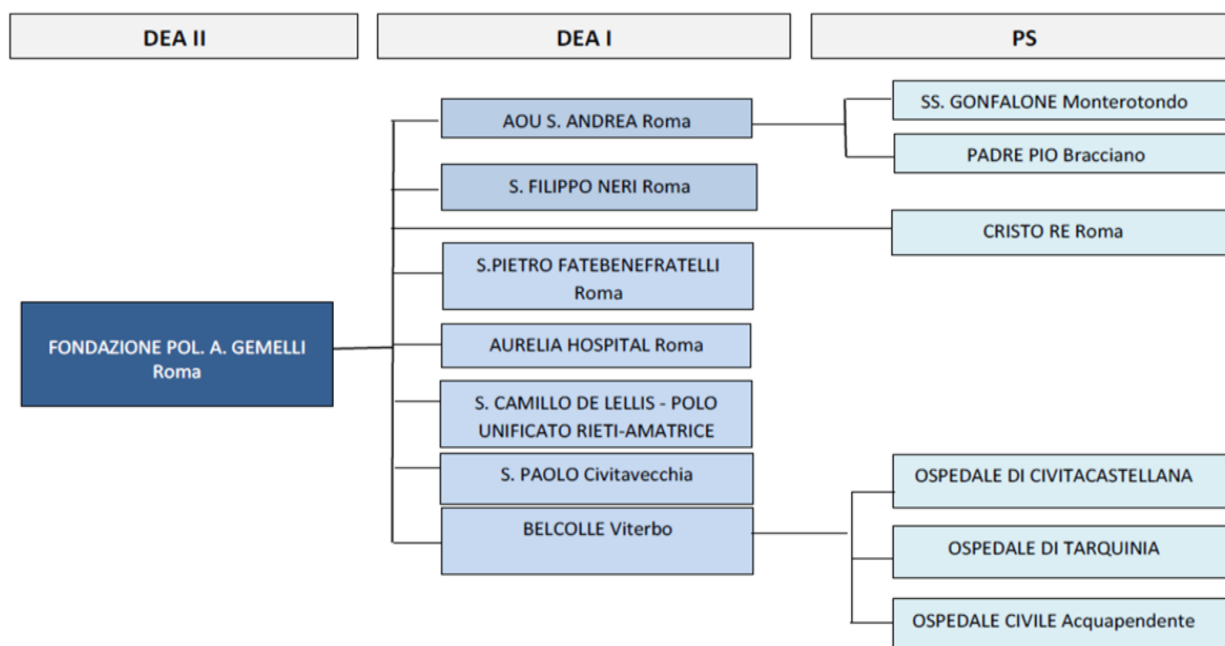 DEA II
DEA I
PS
FONDAZIONE POL. A. GEMELLI
Roma
AOU S. ANDREA Roma
S. FILIPPO NERI Roma
S.PIETRO FATEBENEFRATELLI
Roma
AURELIA HOSPITAL Roma
S. CAMILLO DE LELLIS - POLO
UNIFICATO RIETI-AMATRICE
S. PAOLO Civitavecchia
BELCOLLE Viterbo
SS. GONFALONE Monterotondo
PADRE PIO Bracciano
CRISTO RE Roma
OSPEDALE DI CIVITACASTELLANA
OSPEDALE DI TARQUINIA
OSPEDALE CIVILE Acquapendente